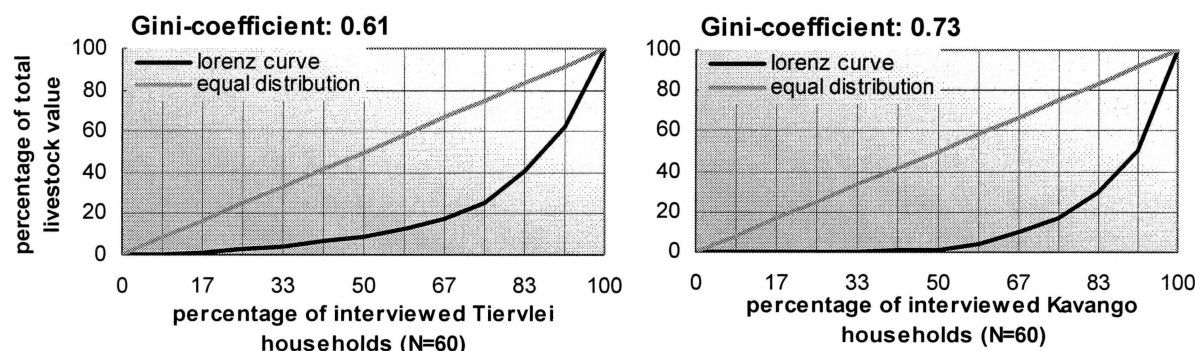 Gini-coefficient: 0.61
100
80
60
40
20
0
percentage of total
livestock value
lorenz curve
equal distribution
0 17 33 50 67 83 100
percentage of interviewed Tiervlei
households (N=60)
Gini-coefficient: 0.73
100
80
60
40
20
0
lorenz curve
equal distribution
0 17 33 50 67 83 100
percentage of interviewed Kavango
households (N=60)